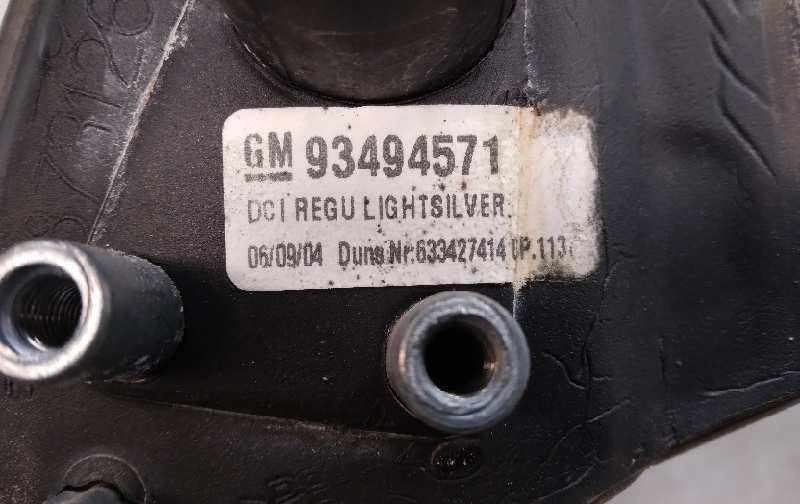 GM 93494571
DCI REGU LIGHTSILVER
06/09/04 Duns Nr.633427414